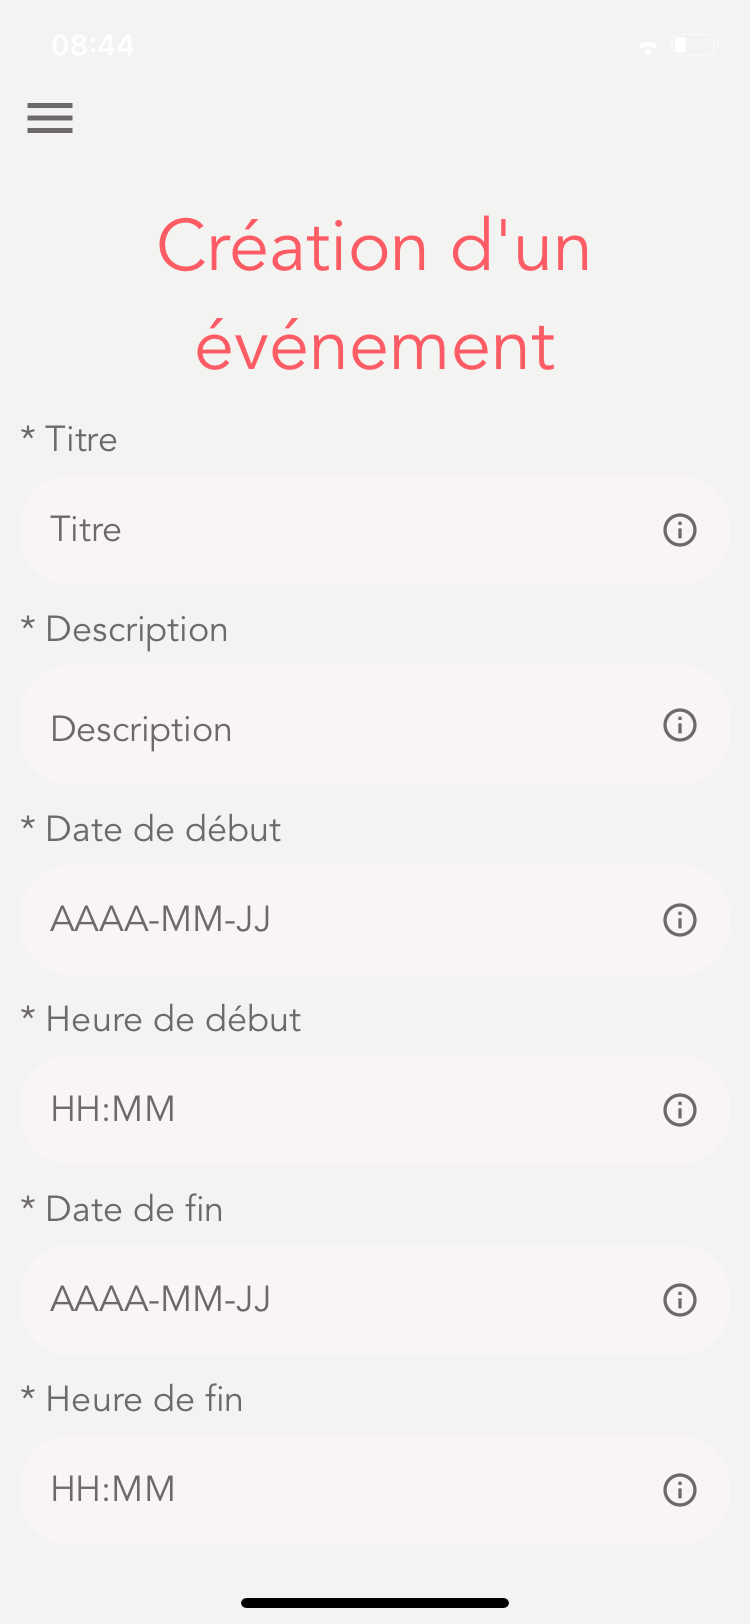 08:44
Création d'un
événement
* Titre
Titre
* Description
Description
* Date de début
AAAA-MM-JJ
* Heure de début
HH:MM
* Date de fin
AAAA-MM-JJ
* Heure de fin
HH:MM